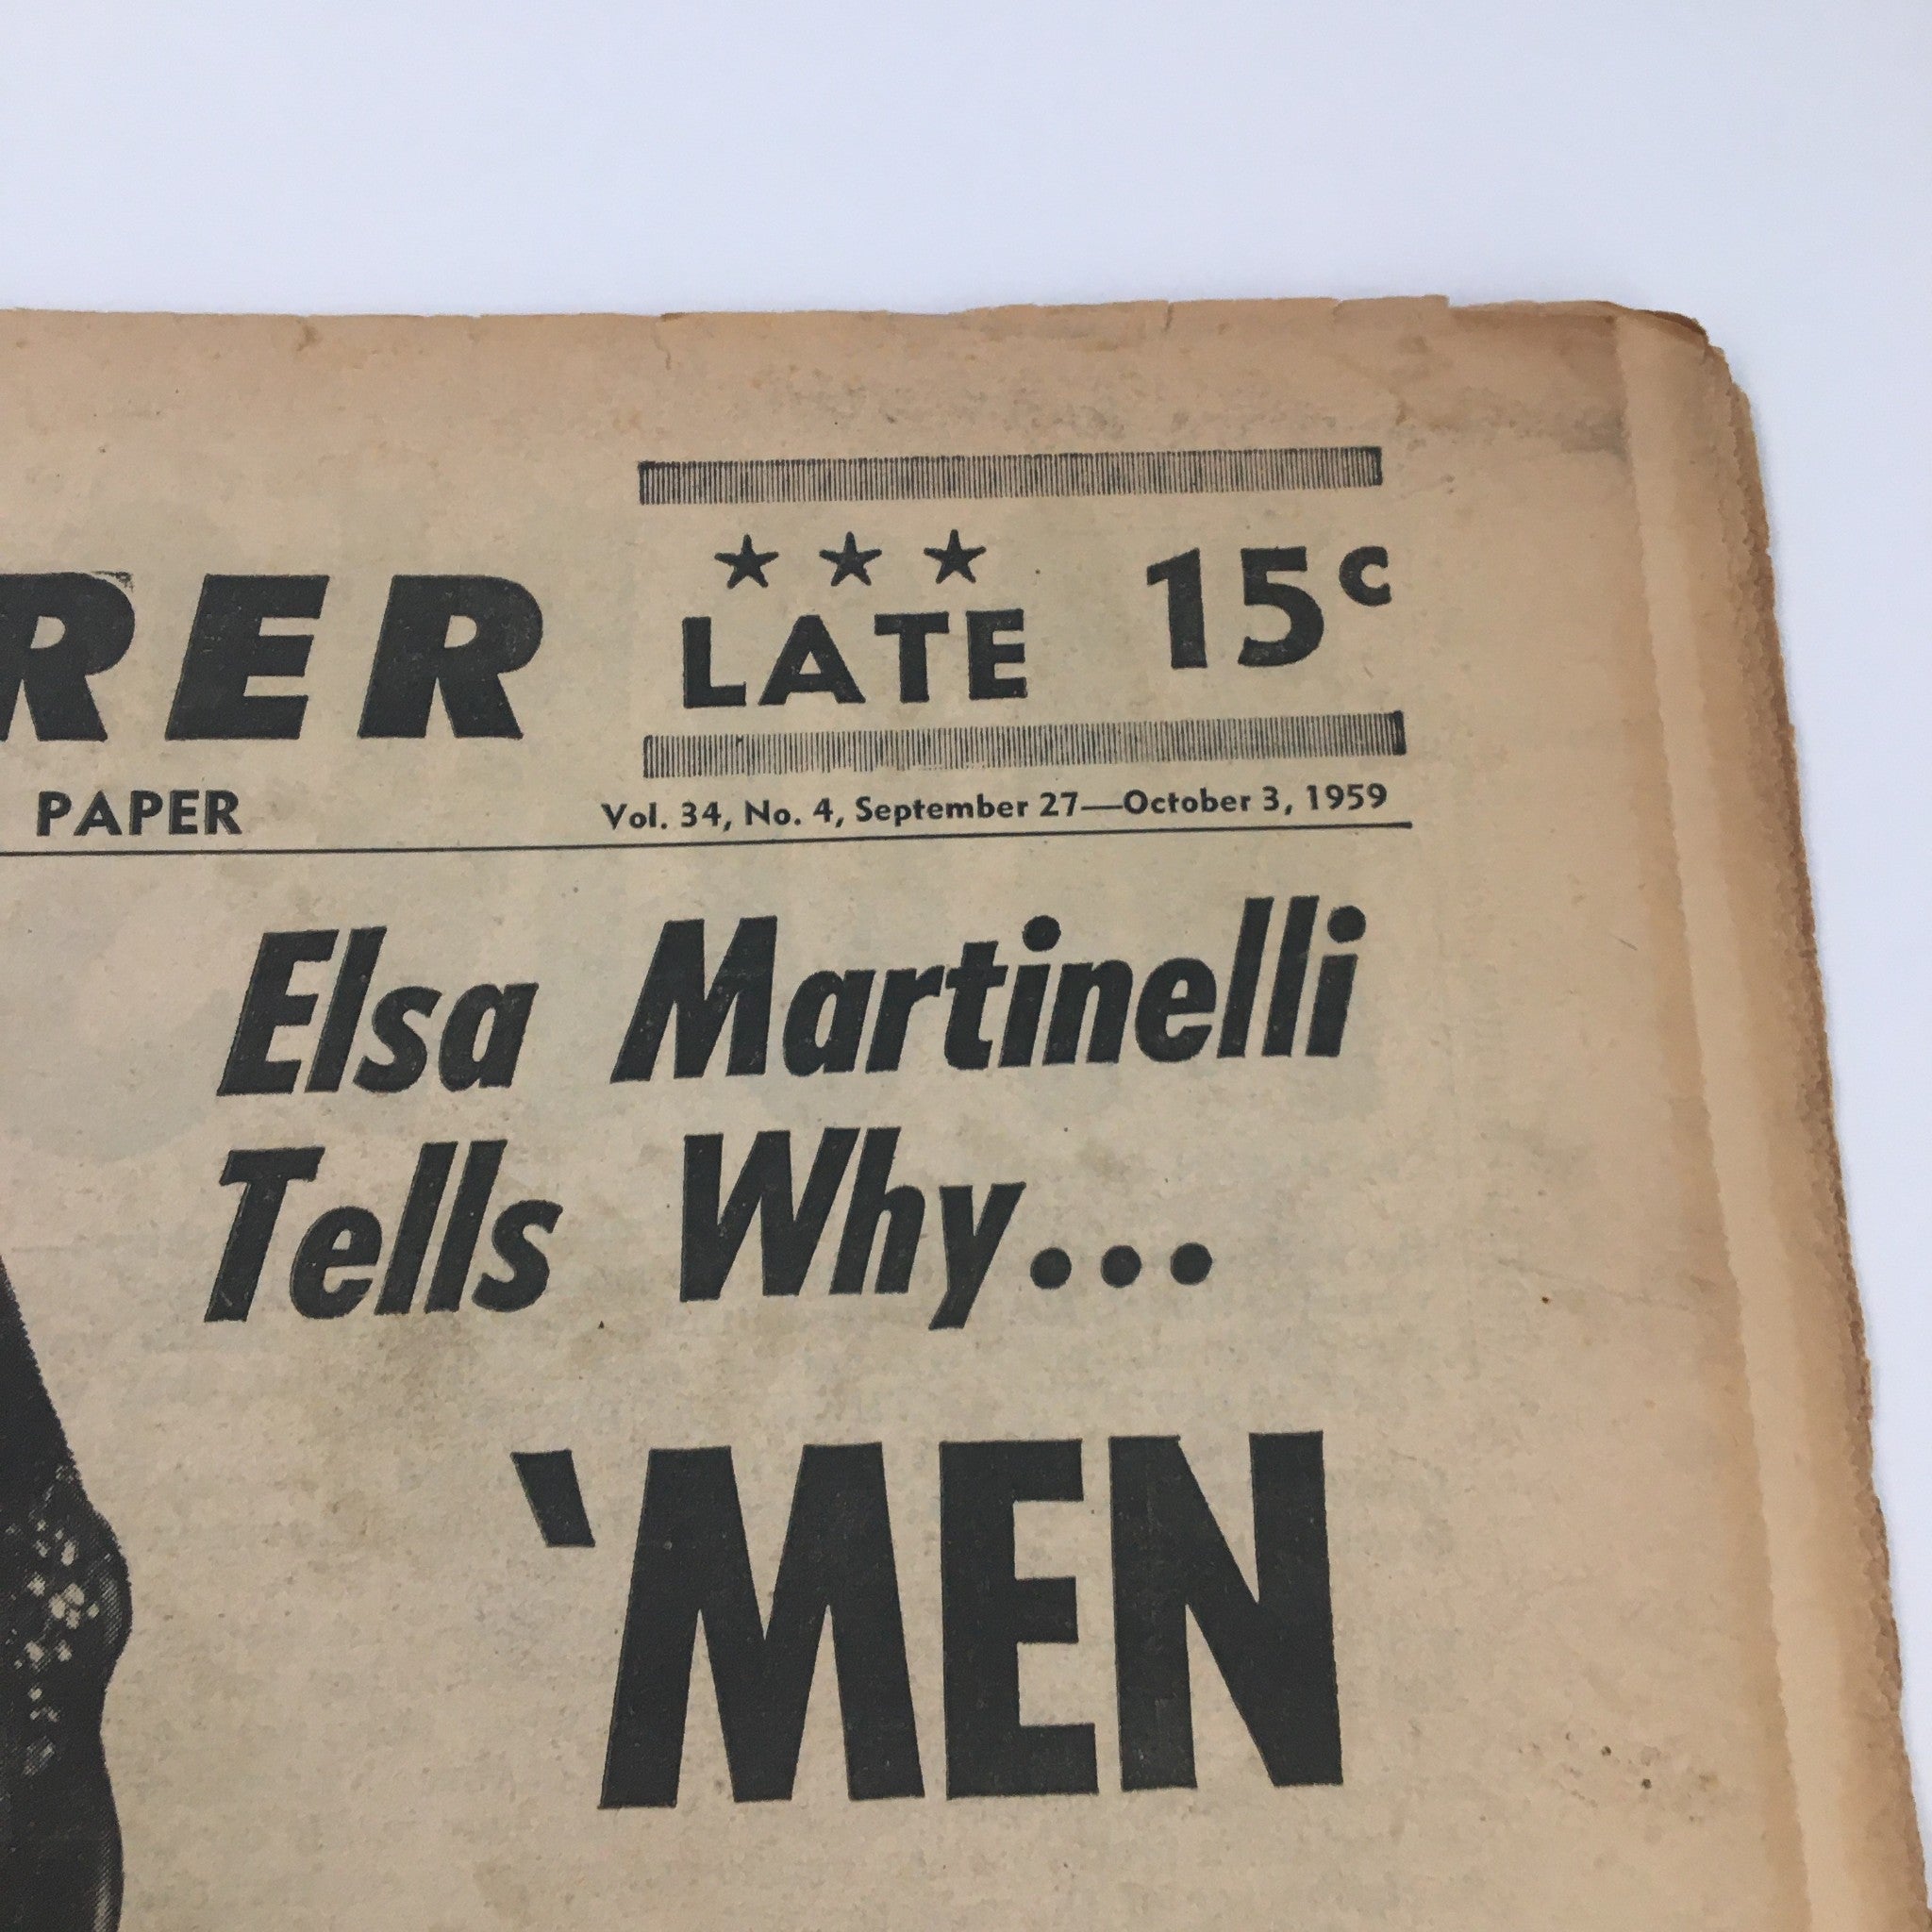 RER
★ ★ ★
LATE 15c
PAPER
Vol. 34, No. 4, September 27—October 3, 1959
Elsa Martinelli
Tells Why...
‘MEN